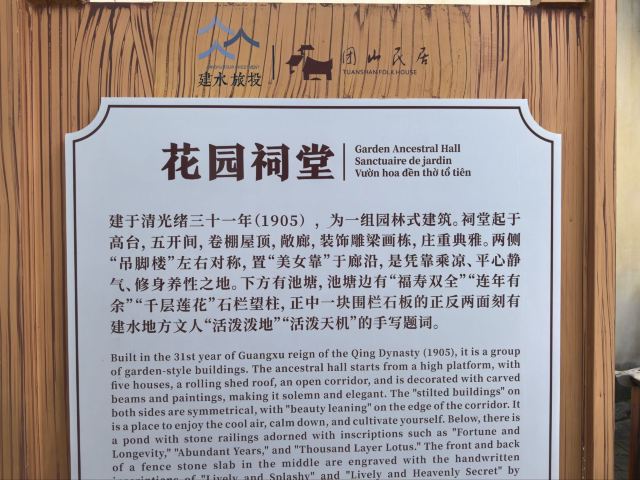 建水旅投
团山民居
TUANSHAN FOLK HOUSE
花园祠堂
Garden Ancestral Hall
Sanctuaire de jardin
Vườn hoa đền thờ tổ tiên
建于清光绪三十一年(1905)，为一组园林式建筑。祠堂起于
高台，五开间，卷棚屋顶，敞廊，装饰雕梁画栋，庄重典雅。两侧
“吊脚楼”左右对称，置“美女靠”于廊沿，是凭靠乘凉、平心静
气、修身养性之地。下方有池塘，池塘边有“福寿双全”“连年有
余”“千层莲花”石栏望柱，正中一块围栏石板的正反两面刻有
建水地方文人“活泼泼地”“活泼天机”的手写题词。
Built in the 31st year of Guangxu reign of the Qing Dynasty (1905), it is a group
of garden-style buildings. The ancestral hall starts from a high platform, with
five houses, a rolling shed roof, an open corridor, and is decorated with carved
beams and paintings, making it solemn and elegant. The "stilted buildings" on
both sides are symmetrical, with "beauty leaning" on the edge of the corridor. It
is a place to enjoy the cool air, calm down, and cultivate yourself. Below, there is
a pond with stone railings adorned with inscriptions such as "Fortune and
Longevity," "Abundant Years," and "Thousand Layer Lotus." The front and back
of a fence stone slab in the middle are engraved with the handwritten
inscriptions of "Lively and Splashy" and "Lively and Heavenly Secret" by